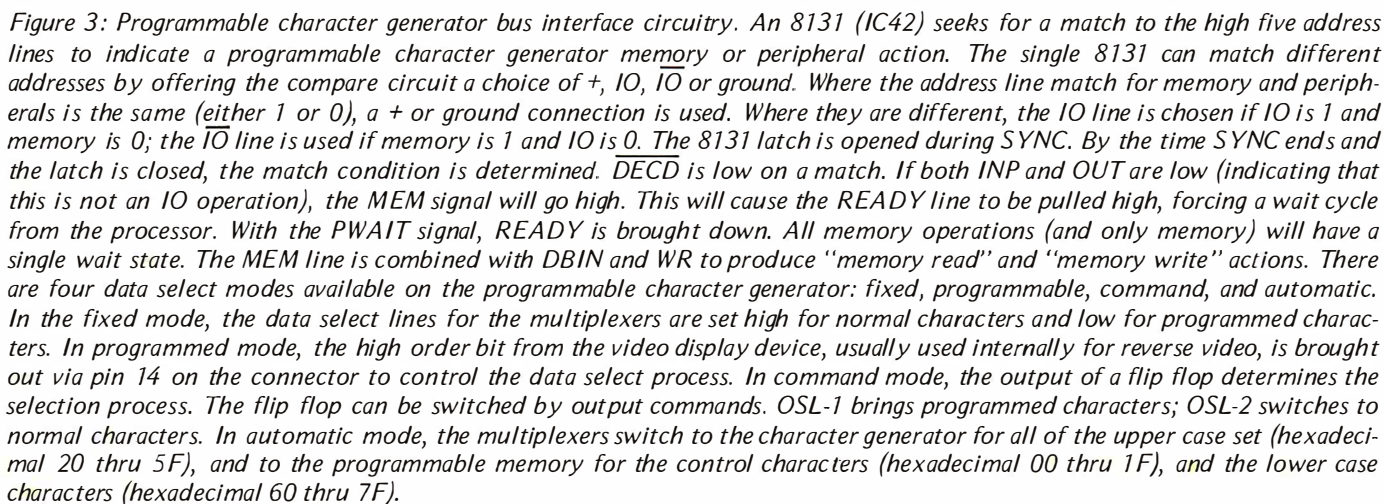 Figure 3: Programmable character generator bus interface circuitry. An 8131 (IC42) seeks for a match to the high five address
lines to indicate a programmable character generator memory or peripheral action. The single 8131 can match different
addresses by offering the compare circuit a choice of +, IO, I̅O̅ or ground. Where the address line match for memory and periph-
erals is the same (either 1 or 0), a + or ground connection is used. Where they are different, the IO line is chosen if IO is 1 and
memory is 0; the I̅O̅ line is used if memory is 1 and IO is 0. The 8131 latch is opened during SYNC. By the time SYNC ends and
the latch is closed, the match condition is determined. D̅E̅C̅D̅ is low on a match. If both INP and OUT are low (indicating that
this is not an IO operation), the MEM signal will go high. This will cause the READY line to be pulled high, forcing a wait cycle
from the processor. With the PWAIT signal, READY is brought down. All memory operations (and only memory) will have a
single wait state. The MEM line is combined with DBIN and WR to produce "memory read" and "memory write" actions. There
are four data select modes available on the programmable character generator: fixed, programmable, command, and automatic.
In the fixed mode, the data select lines for the multiplexers are set high for normal characters and low for programmed charac-
ters. In programmed mode, the high order bit from the video display device, usually used internally for reverse video, is brought
out via pin 14 on the connector to control the data select process. In command mode, the output of a flip flop determines the
selection process. The flip flop can be switched by output commands. OSL-1 brings programmed characters; OSL-2 switches to
normal characters. In automatic mode, the multiplexers switch to the character generator for all of the upper case set (hexadeci-
mal 20 thru 5F), and to the programmable memory for the control characters (hexadecimal 00 thru 1F), and the lower case
characters (hexadecimal 60 thru 7F).